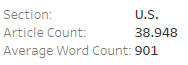 Section: U.S.
Article Count: 38.948
Average Word Count: 901